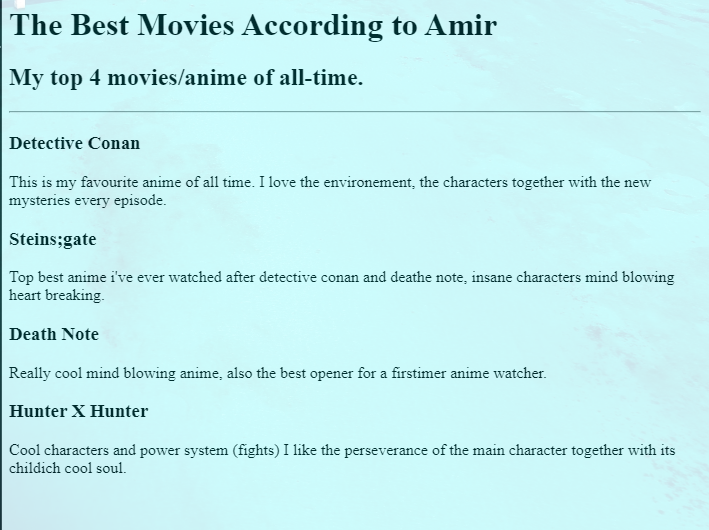 The Best Movies According to Amir
My top 4 movies/anime of all-time.
Detective Conan
This is my favourite anime of all time. I love the environement, the characters together with the new
mysteries every episode.
Steins;gate
Top best anime i've ever watched after detective conan and deathe note, insane characters mind blowing
heart breaking.
Death Note
Really cool mind blowing anime, also the best opener for a firstimer anime watcher.
Hunter X Hunter
Cool characters and power system (fights) I like the perseverance of the main character together with its
childich cool soul.